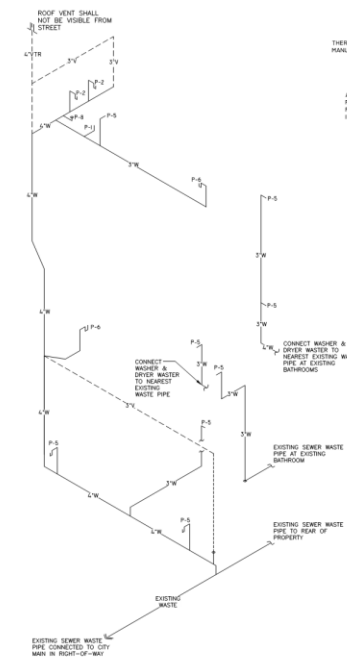 ROOF VENT SHALL
NOT BE VISIBLE FROM
STREET
4"VTR
3"V
3"V
P-2
P-2
P-8
P-5
P-11
4"W
3"W
P-6
4"W
P-5
3"W
P-5
3"W
4"W
CONNECT WASHER &
DRYER WASTER TO
NEAREST EXISTING WA
PIPE AT EXISTING
BATHROOMS
4"W
P-6
P-5
P-5
3"W
CONNECT
WASHER &
DRYER WASTER
TO NEAREST
EXISTING
WASTE PIPE
3"W
3"V
3"W
4"W
P-5
P-5
EXISTING SEWER WASTE
PIPE AT EXISTING
BATHROOM
3"W
4"W
P-5
4"W
EXISTING SEWER WASTE
PIPE TO REAR OF
PROPERTY
EXISTING
WASTE
EXISTING SEWER WASTE
PIPE CONNECTED TO CITY
MAIN IN RIGHT-OF-WAY
THER
MANU